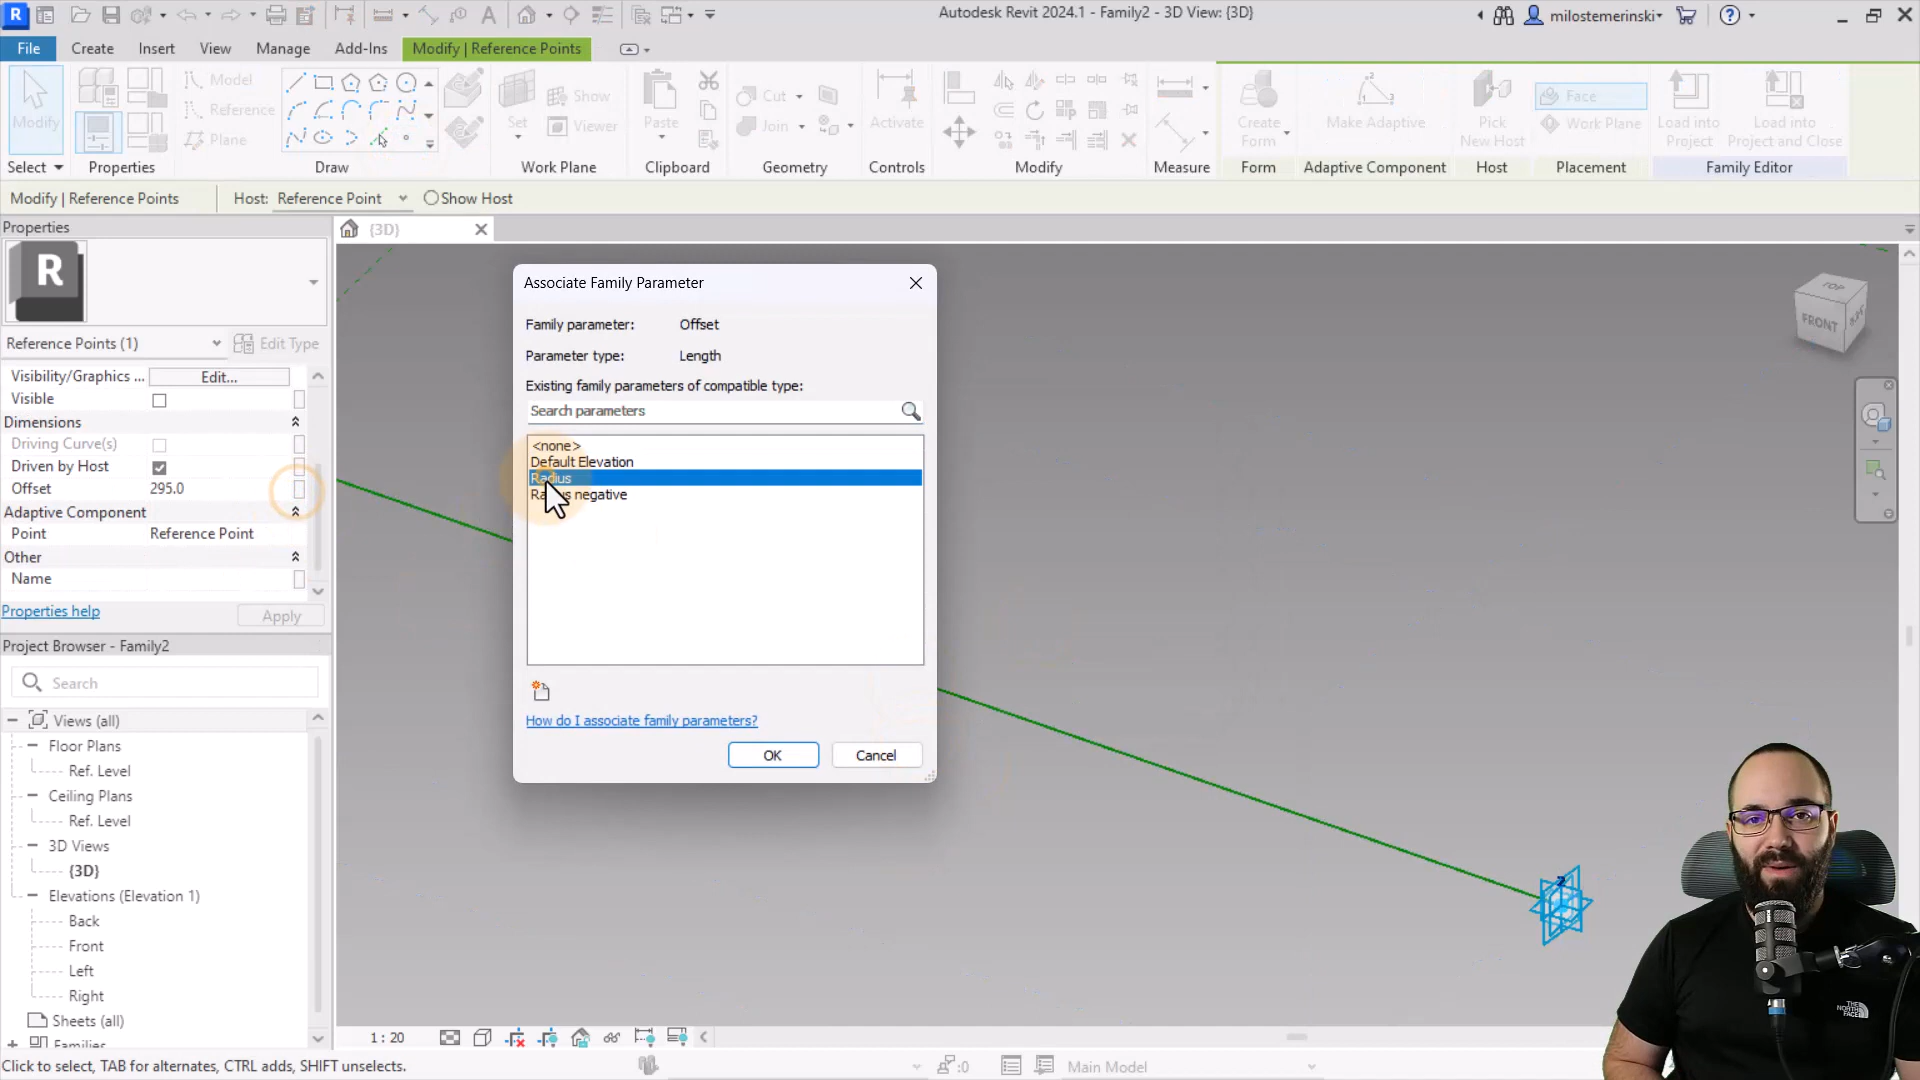 Autodesk Revit 2024.1 - Family2 - 3D View: {3D}
milostemerinski
File
Create
Insert
View
Manage
Add-Ins
Modify | Reference Points
Modify
Model
Reference
Plane
Set
Show
Viewer
Paste
Cut
Join
Activate
Create
Form
Make Adaptive
Pick
New Host
Face
Work Plane
Load into
Project
Load into
Project and Close
Select
Properties
Draw
Work Plane
Clipboard
Geometry
Controls
Modify
Measure
Form
Adaptive Component
Host
Placement
Family Editor
Modify | Reference Points
Host: Reference Point
Show Host
Properties
{3D}
R
Reference Points (1)
Edit Type
Visibility/Graphics ...
Edit...
Visible
Dimensions
Driving Curve(s)
Driven by Host
Offset 295.0
Adaptive Component
Point Reference Point
Other
Name
Properties help
Apply
Associate Family Parameter
Family parameter: Offset
Parameter type: Length
Existing family parameters of compatible type:
Search parameters
<none>
Default Elevation
Radius
Radius negative
How do I associate family parameters?
OK
Cancel
TOP
FRONT
Project Browser - Family2
Search
Views (all)
Floor Plans
Ref. Level
Ceiling Plans
Ref. Level
3D Views
{3D}
Elevations (Elevation 1)
Back
Front
Left
Right
Sheets (all)
Families
1 : 20
Click to select, TAB for alternates, CTRL adds, SHIFT unselects.
:0
Main Model
2
THE
NORTH
FACE